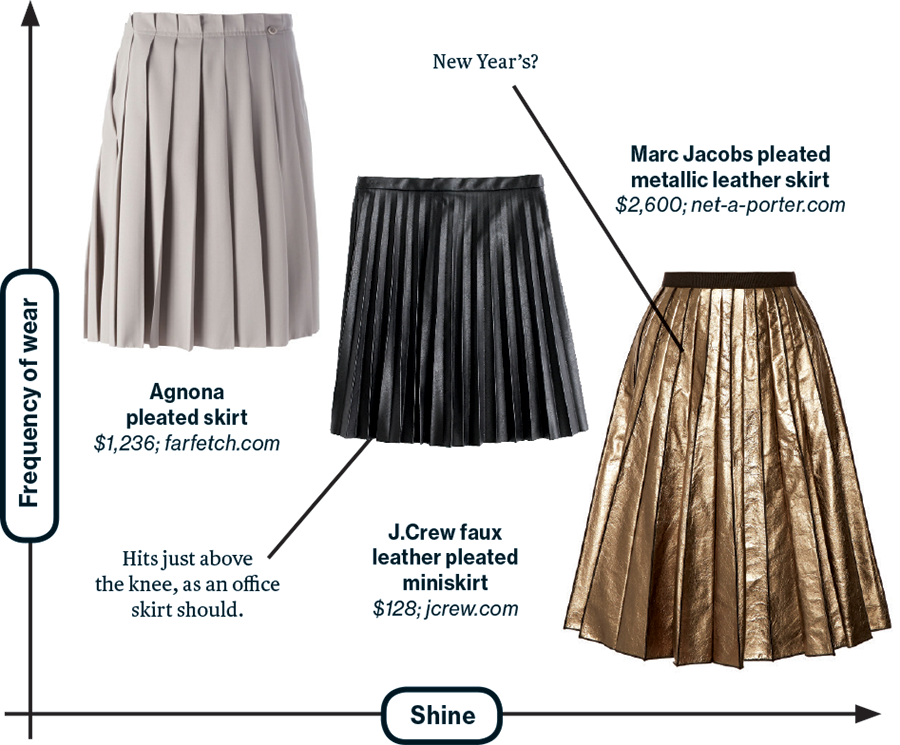 New Year’s?
Marc Jacobs pleated
metallic leather skirt
$2,600; net-a-porter.com
Frequency of wear
Agnona
pleated skirt
$1,236; farfetch.com
Hits just above
the knee, as an office
skirt should.
J.Crew faux
leather pleated
miniskirt
$128; jcrew.com
Shine